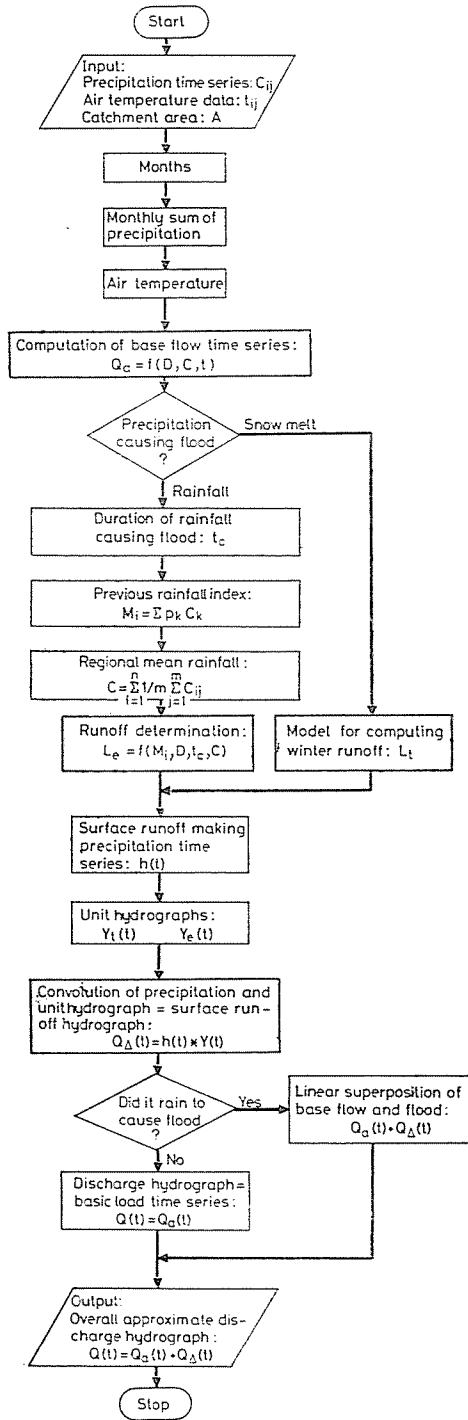 Start
Input:
Precipitation time series: Cij
Air temperature data: tij
Catchment area: A
Months
Monthly sum of
precipitation
Air temperature
Computation of base flow time series:
Qa = f(D, C, t)
Precipitation
causing flood
?
Snow melt
Rainfall
Duration of rainfall
causing flood: tc
Previous rainfall index:
Mi = Σ pk Ck
Regional mean rainfall:
C = Σ 1/m Σ Cij
n m
i=1 j=1
Runoff determination:
Le = f(Mi,D,tc,C)
Model for computing
winter runoff: Lt
Surface runoff making
precipitation time
series: h(t)
Unit hydrographs:
Yt(t) Ye(t)
Convolution of precipitation and
unithydrograph = surface run-
off hydrograph:
QΔ(t) = h(t) * Y(t)
Did it rain to
cause flood
?
Yes
Linear superposition of
base flow and flood:
Qa(t) + QΔ(t)
No
Discharge hydrograph =
basic load time series:
Q(t) = Qa(t)
Output:
Overall approximate dis-
charge hydrograph:
Q(t) = Qa(t) + QΔ(t)
Stop